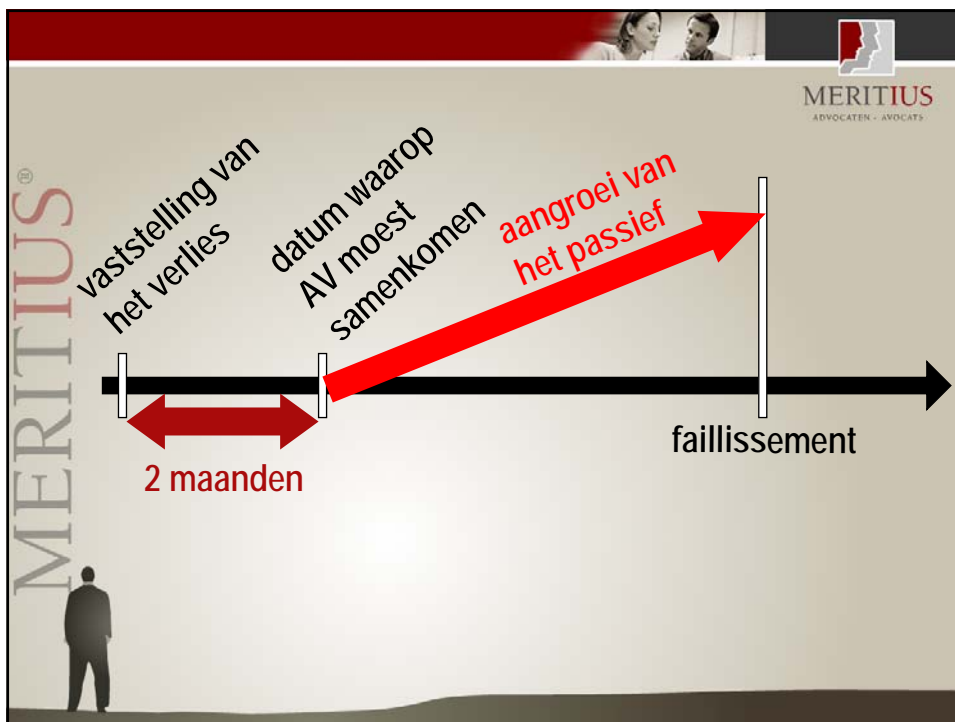 MERITIUS
ADVOCATEN - AVOCATS
MERITIUS®
vaststelling van
het verlies
datum waarop
AV moest
samenkomen
aangroei van
het passief
2 maanden
faillissement